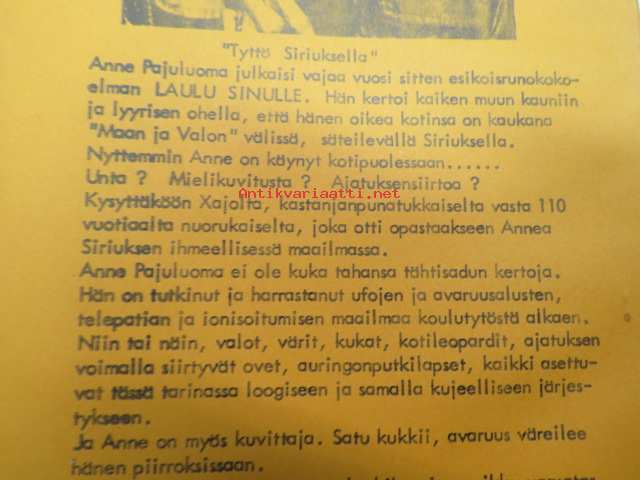 "Tyttö Siriuksella"
Anne Pajuluoma julkaisi vajaa vuosi sitten esikoisrunokoko-
elman LAULU SINULLE. Hän kertoi kaiken muun kauniin
ja lyyrisen ohella, että hänen oikea kotinsa on kaukana
"Maan ja Valon" välissä, säteilevällä Siriuksella.
Nyttemmin Anne on käynyt kotipuolessaan......
Unta ? Mielikuvitusta ? Ajatuksensiirtoa ?
Antikvariaatti.net
Kysyttäköön Xajolta, kastanjanpunatukkaiselta vasta 110
vuotiaalta nuorukaiselta, joka otti opastaakseen Annea
Siriuksen ihmeellisessä maailmassa.
Anne Pajuluoma ei ole kuka tahansa tähtisadun kertoja.
Hän on tutkinut ja harrastanut ufojen ja avaruusalusten,
telepatian ja ionisoitumisen maailmaa koulutytöstä alkaen.
Niin tai näin, valot, värit, kukat, kotileopardit, ajatuksen
voimalla siirtyvät ovet, auringonputkilapset, kaikki asettu-
vat tässä tarinassa loogiseen ja samalla kujeelliseen järjes-
tykseen.
Ja Anne on myös kuvittaja. Satu kukkii, avaruus väreilee
hänen piirroksissaan.